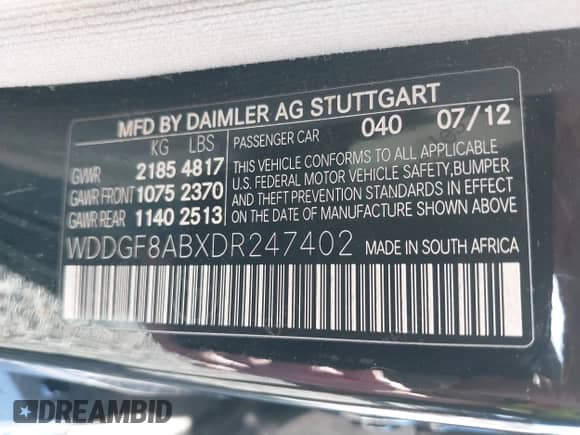 MFD BY DAIMLER AG STUTTGART
KG LBS PASSENGER CAR 040 07/12
GVWR 2185 4817 THIS VEHICLE CONFORMS TO ALL APPLICABLE
U.S. FEDERAL MOTOR VEHICLE SAFETY, BUMPER
GAWR FRONT 1075 2370 AND THEFT PREVENTION STANDARDS IN EFFECT
GAWR REAR 1140 2513 ON THE DATE OF MANUFACTURE SHOWN ABOVE
WDDGF8ABXDR247402 MADE IN SOUTH AFRICA
DREAMBID